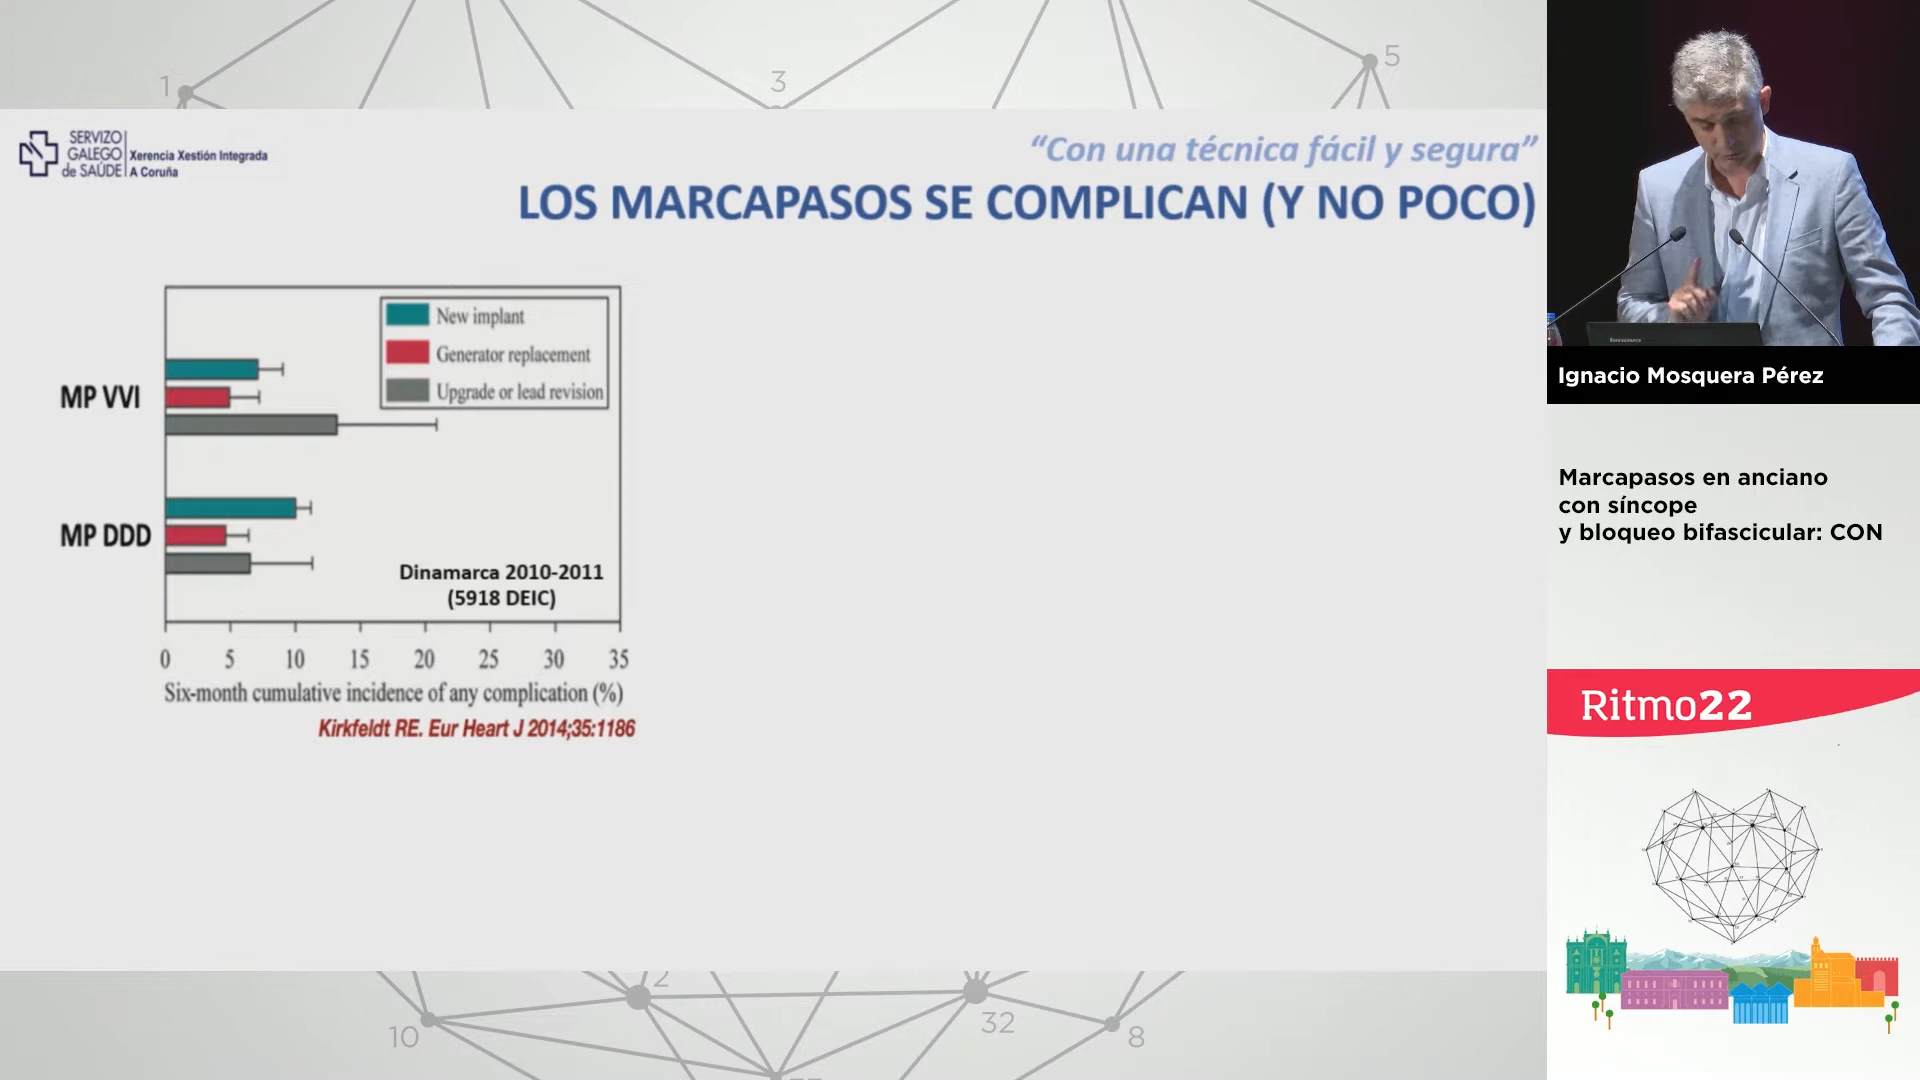 1
3
5
SERVIZO
GALEGO
de SAÚDE
Xerencia Xestión Integrada
A Coruña
“Con una técnica fácil y segura”
LOS MARCAPASOS SE COMPLICAN (Y NO POCO)
New implant
Generator replacement
Upgrade or lead revision
MP VVI
MP DDD
Dinamarca 2010-2011
(5918 DEIC)
0 5 10 15 20 25 30 35
Six-month cumulative incidence of any complication (%)
Kirkfeldt RE. Eur Heart J 2014;35:1186
10
32
8
Ignacio Mosquera Pérez
Marcapasos en anciano
con síncope
y bloqueo bifascicular: CON
Ritmo22